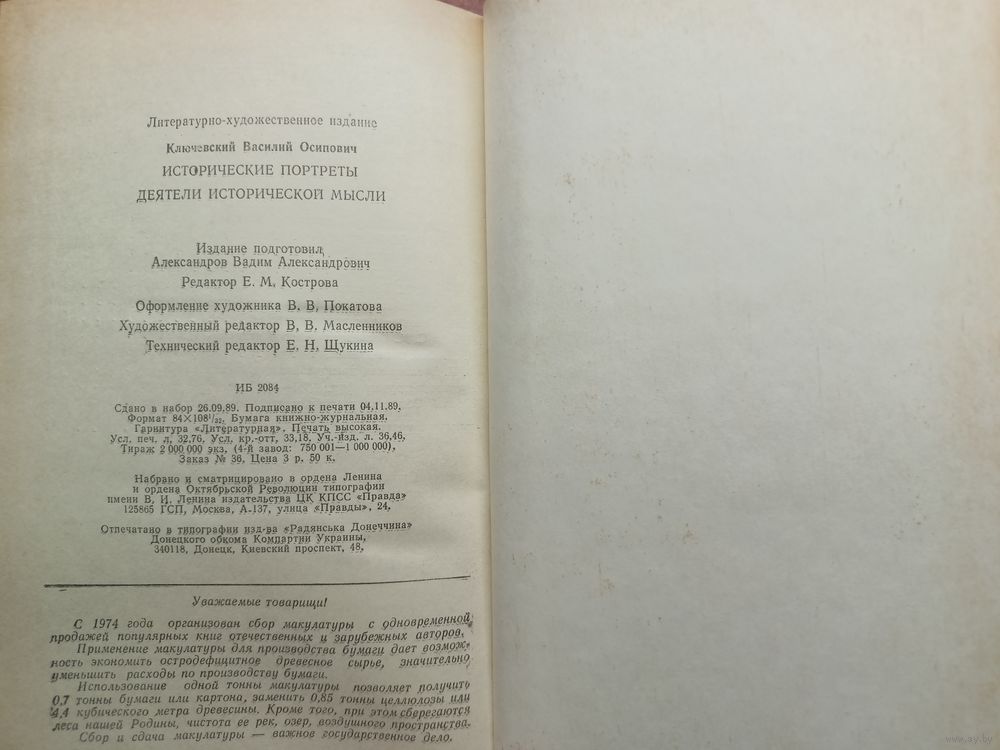 Литературно-художественное издание
Ключевский Василий Осипович
ИСТОРИЧЕСКИЕ ПОРТРЕТЫ
ДЕЯТЕЛИ ИСТОРИЧЕСКОЙ МЫСЛИ
Издание подготовил
Александров Вадим Александрович
Редактор Е. М. Кострова
Оформление художника В. В. Покатова
Художественный редактор В. В. Масленников
Технический редактор Е. Н. Щукина
ИБ 2084
Сдано в набор 26.09.89. Подписано к печати 04.11.89.
Формат 84×108¹/₃₂. Бумага книжно-журнальная.
Гарнитура «Литературная». Печать высокая.
Усл. печ. л. 32,76. Усл. кр.-отт. 33,18. Уч.-изд. л. 36,46.
Тираж 2 000 000 экз. (4-й завод: 750 001—1 000 000).
Заказ № 36. Цена 3 р. 50 к.
Набрано и сматрицировано в ордена Ленина
и ордена Октябрьской Революции типографии
имени В. И. Ленина издательства ЦК КПСС «Правда»
125865 ГСП, Москва, А-137, улица «Правды», 24.
Отпечатано в типографии изд-ва «Радянська Донеччина»
Донецкого обкома Компартии Украины,
340118, Донецк, Киевский проспект, 48.
Уважаемые товарищи!
С 1974 года организован сбор макулатуры с одновременной
продажей популярных книг отечественных и зарубежных авторов.
Применение макулатуры для производства бумаги дает возмож-
ность экономить остродефицитное древесное сырье, значительно
уменьшить расходы по производству бумаги.
Использование одной тонны макулатуры позволяет получить
0,7 тонны бумаги или картона, заменить 0,85 тонны целлюлозы или
4,4 кубического метра древесины. Кроме того, при этом сберегаются
леса нашей Родины, чистота ее рек, озер, воздушного пространства.
Сбор и сдача макулатуры — важное государственное дело.
www.ay.by